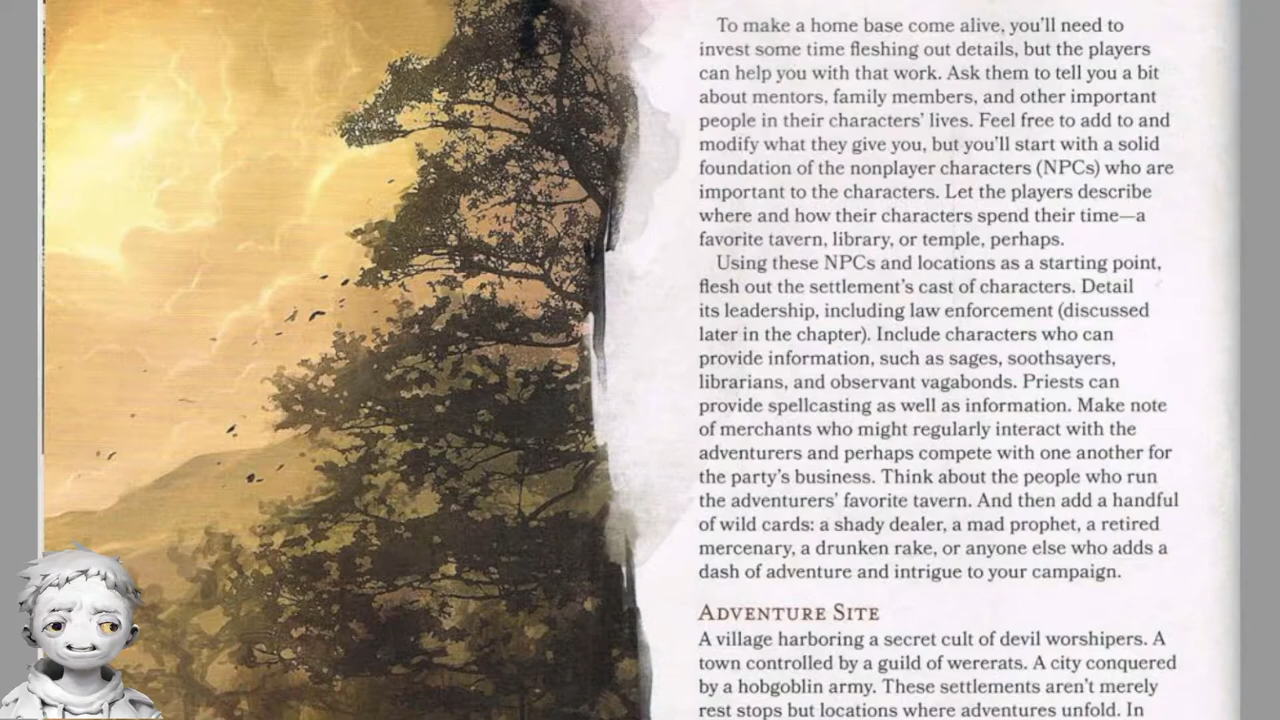 To make a home base come alive, you'll need to
invest some time fleshing out details, but the players
can help you with that work. Ask them to tell you a bit
about mentors, family members, and other important
people in their characters' lives. Feel free to add to and
modify what they give you, but you'll start with a solid
foundation of the nonplayer characters (NPCs) who are
important to the characters. Let the players describe
where and how their characters spend their time—a
favorite tavern, library, or temple, perhaps.
Using these NPCs and locations as a starting point,
flesh out the settlement's cast of characters. Detail
its leadership, including law enforcement (discussed
later in the chapter). Include characters who can
provide information, such as sages, soothsayers,
librarians, and observant vagabonds. Priests can
provide spellcasting as well as information. Make note
of merchants who might regularly interact with the
adventurers and perhaps compete with one another for
the party's business. Think about the people who run
the adventurers' favorite tavern. And then add a handful
of wild cards: a shady dealer, a mad prophet, a retired
mercenary, a drunken rake, or anyone else who adds a
dash of adventure and intrigue to your campaign.
ADVENTURE SITE
A village harboring a secret cult of devil worshipers. A
town controlled by a guild of wererats. A city conquered
by a hobgoblin army. These settlements aren't merely
rest stops but locations where adventures unfold. In